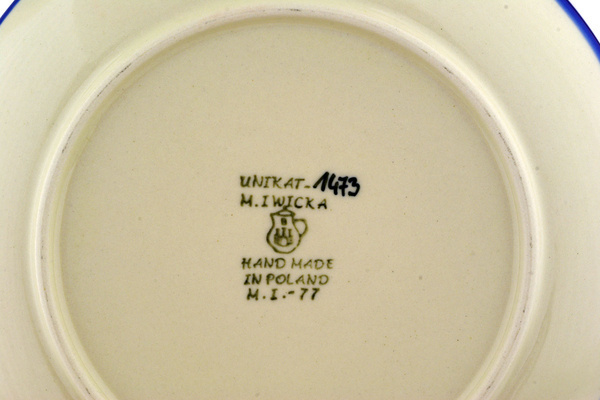 UNIKAT-1473
M.IWICKA
B
HAND MADE
IN POLAND
M.I.-77